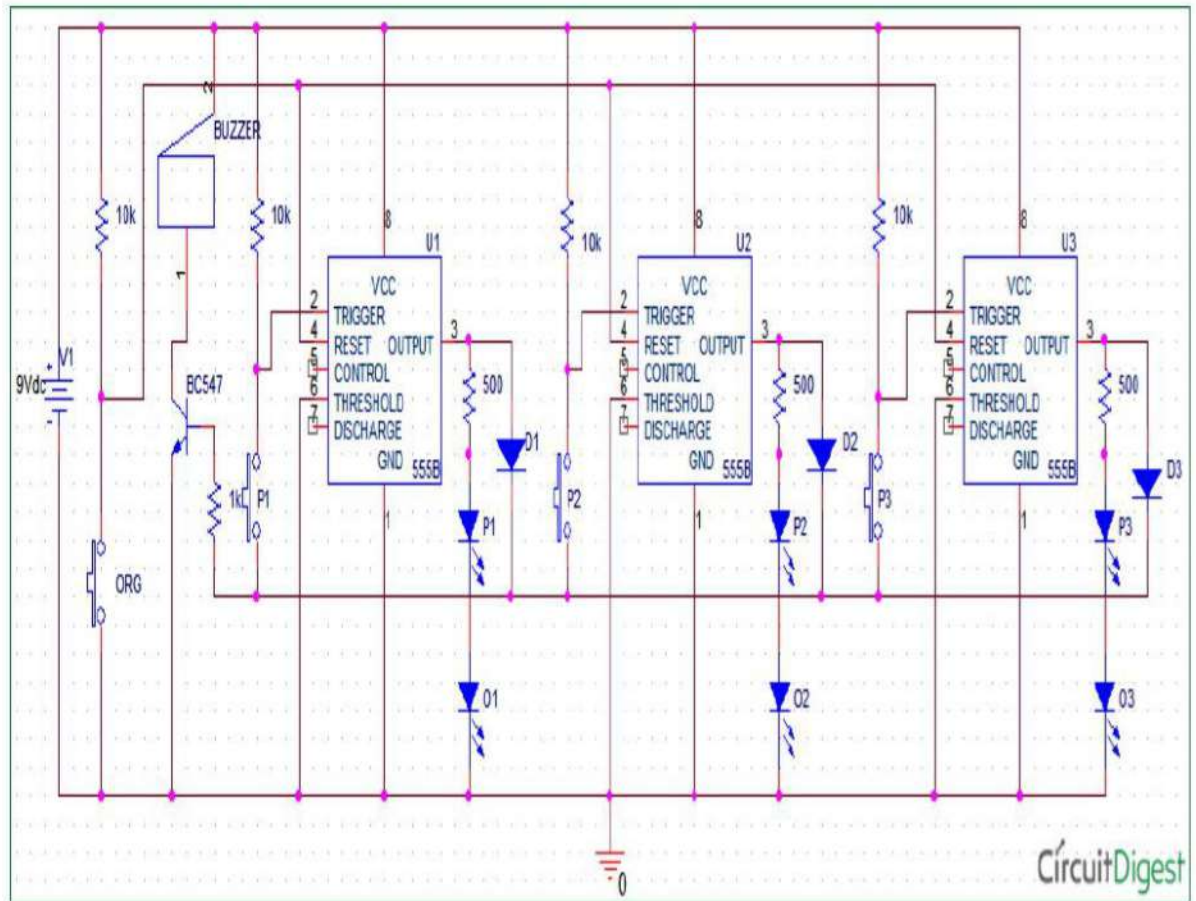 2
BUZZER
10k
10k
10k
10k
1
8
8
8
U1
U2
U3
VCC
VCC
VCC
2 TRIGGER
4 RESET OUTPUT 3
5 CONTROL
6 THRESHOLD
7 DISCHARGE
GND
555B
1
2 TRIGGER
4 RESET OUTPUT 3
5 CONTROL
6 THRESHOLD
7 DISCHARGE
GND
555B
1
2 TRIGGER
4 RESET OUTPUT 3
5 CONTROL
6 THRESHOLD
7 DISCHARGE
GND
555B
1
+ V1
9Vdc
-
BC547
500
500
500
D1
D2
D3
1k
P1
P1
P2
P2
P3
P3
ORG
O1
O2
O3
0
CircuitDigest